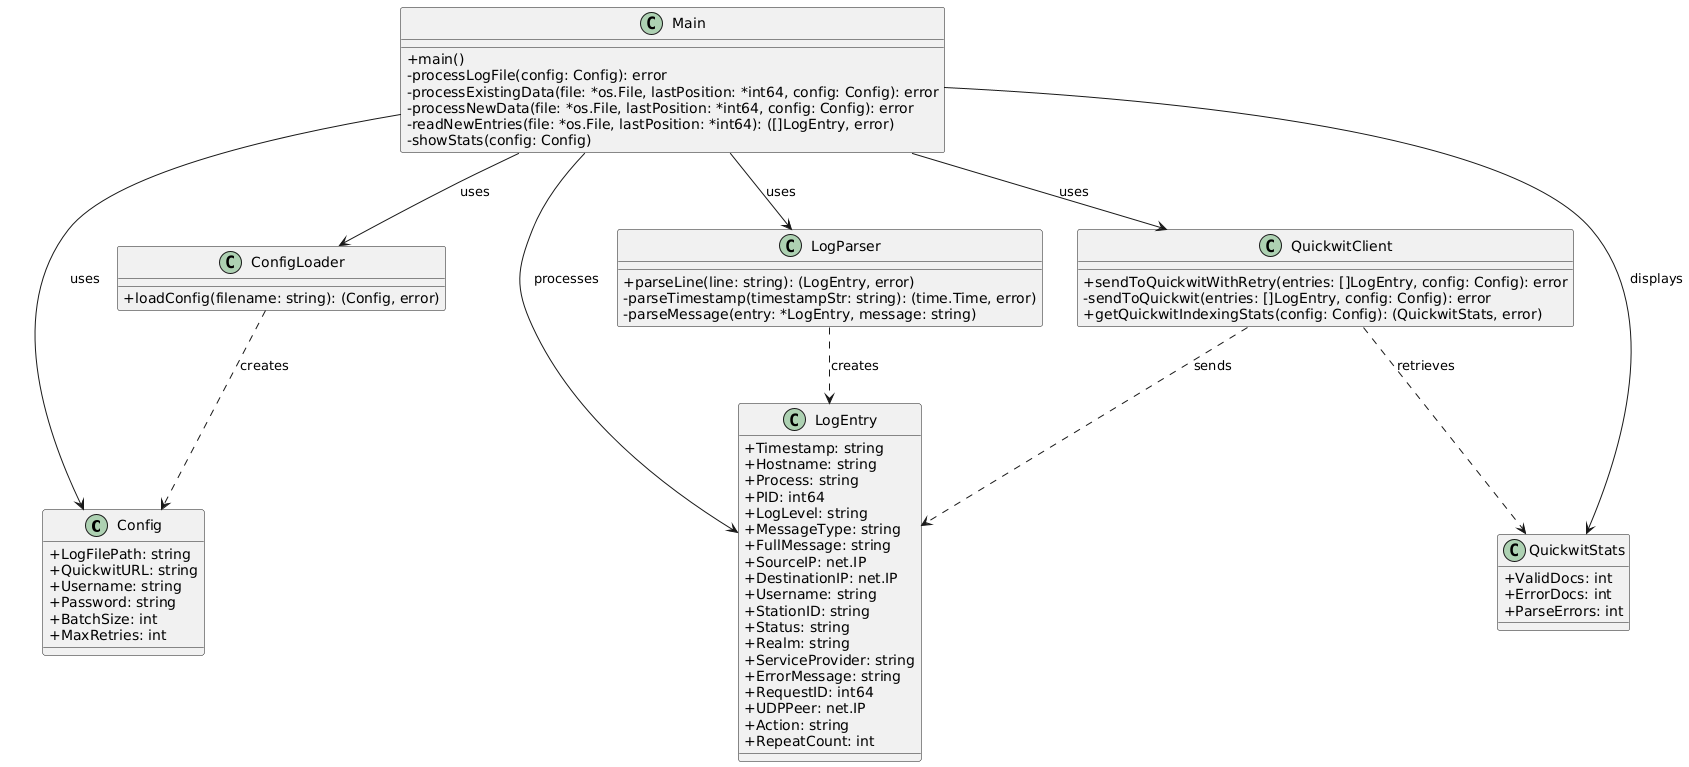 C Main
+main()
-processLogFile(config: Config): error
-processExistingData(file: *os.File, lastPosition: *int64, config: Config): error
-processNewData(file: *os.File, lastPosition: *int64, config: Config): error
-readNewEntries(file: *os.File, lastPosition: *int64): ([]LogEntry, error)
-showStats(config: Config)
uses
uses
uses
uses
processes
displays
C ConfigLoader
+loadConfig(filename: string): (Config, error)
C LogParser
+parseLine(line: string): (LogEntry, error)
-parseTimestamp(timestampStr: string): (time.Time, error)
-parseMessage(entry: *LogEntry, message: string)
C QuickwitClient
+sendToQuickwitWithRetry(entries: []LogEntry, config: Config): error
-sendToQuickwit(entries: []LogEntry, config: Config): error
+getQuickwitIndexingStats(config: Config): (QuickwitStats, error)
creates
creates
sends
retrieves
C Config
+LogFilePath: string
+QuickwitURL: string
+Username: string
+Password: string
+BatchSize: int
+MaxRetries: int
C LogEntry
+Timestamp: string
+Hostname: string
+Process: string
+PID: int64
+LogLevel: string
+MessageType: string
+FullMessage: string
+SourceIP: net.IP
+DestinationIP: net.IP
+Username: string
+StationID: string
+Status: string
+Realm: string
+ServiceProvider: string
+ErrorMessage: string
+RequestID: int64
+UDPPeer: net.IP
+Action: string
+RepeatCount: int
C QuickwitStats
+ValidDocs: int
+ErrorDocs: int
+ParseErrors: int